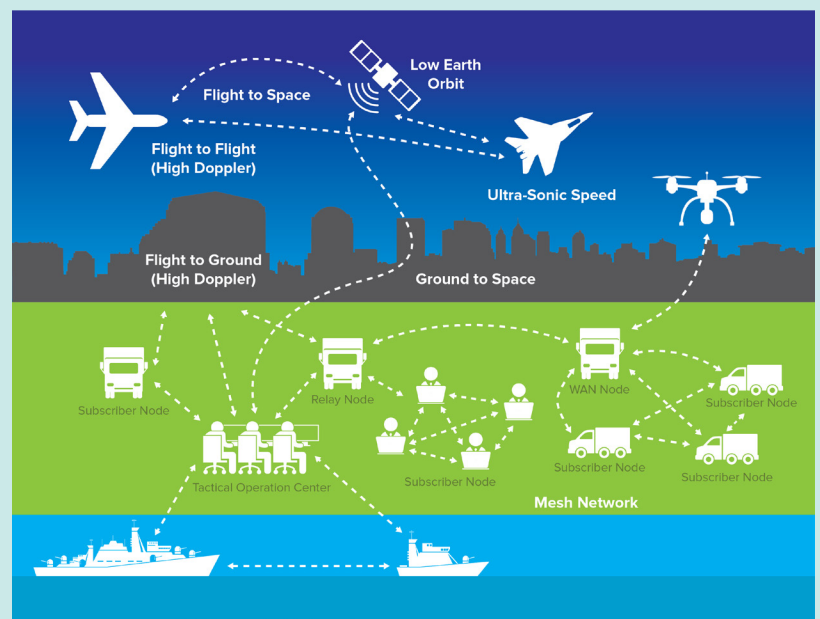 Low Earth
Orbit
Flight to Space
Flight to Flight
(High Doppler)
Ultra-Sonic Speed
Flight to Ground
(High Doppler)
Ground to Space
Subscriber Node
Relay Node
WAN Node
Subscriber Node
Tactical Operation Center
Subscriber Node
Subscriber Node
Subscriber Node
Mesh Network